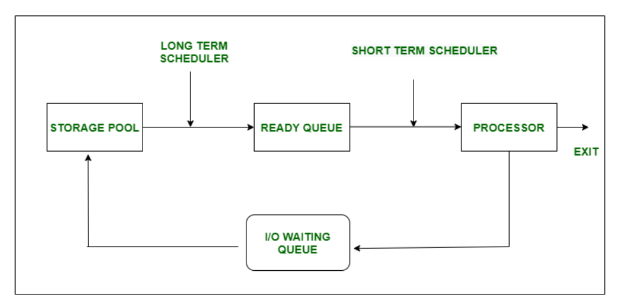 LONG TERM
SCHEDULER
SHORT TERM SCHEDULER
STORAGE POOL
READY QUEUE
PROCESSOR
EXIT
I/O WAITING
QUEUE